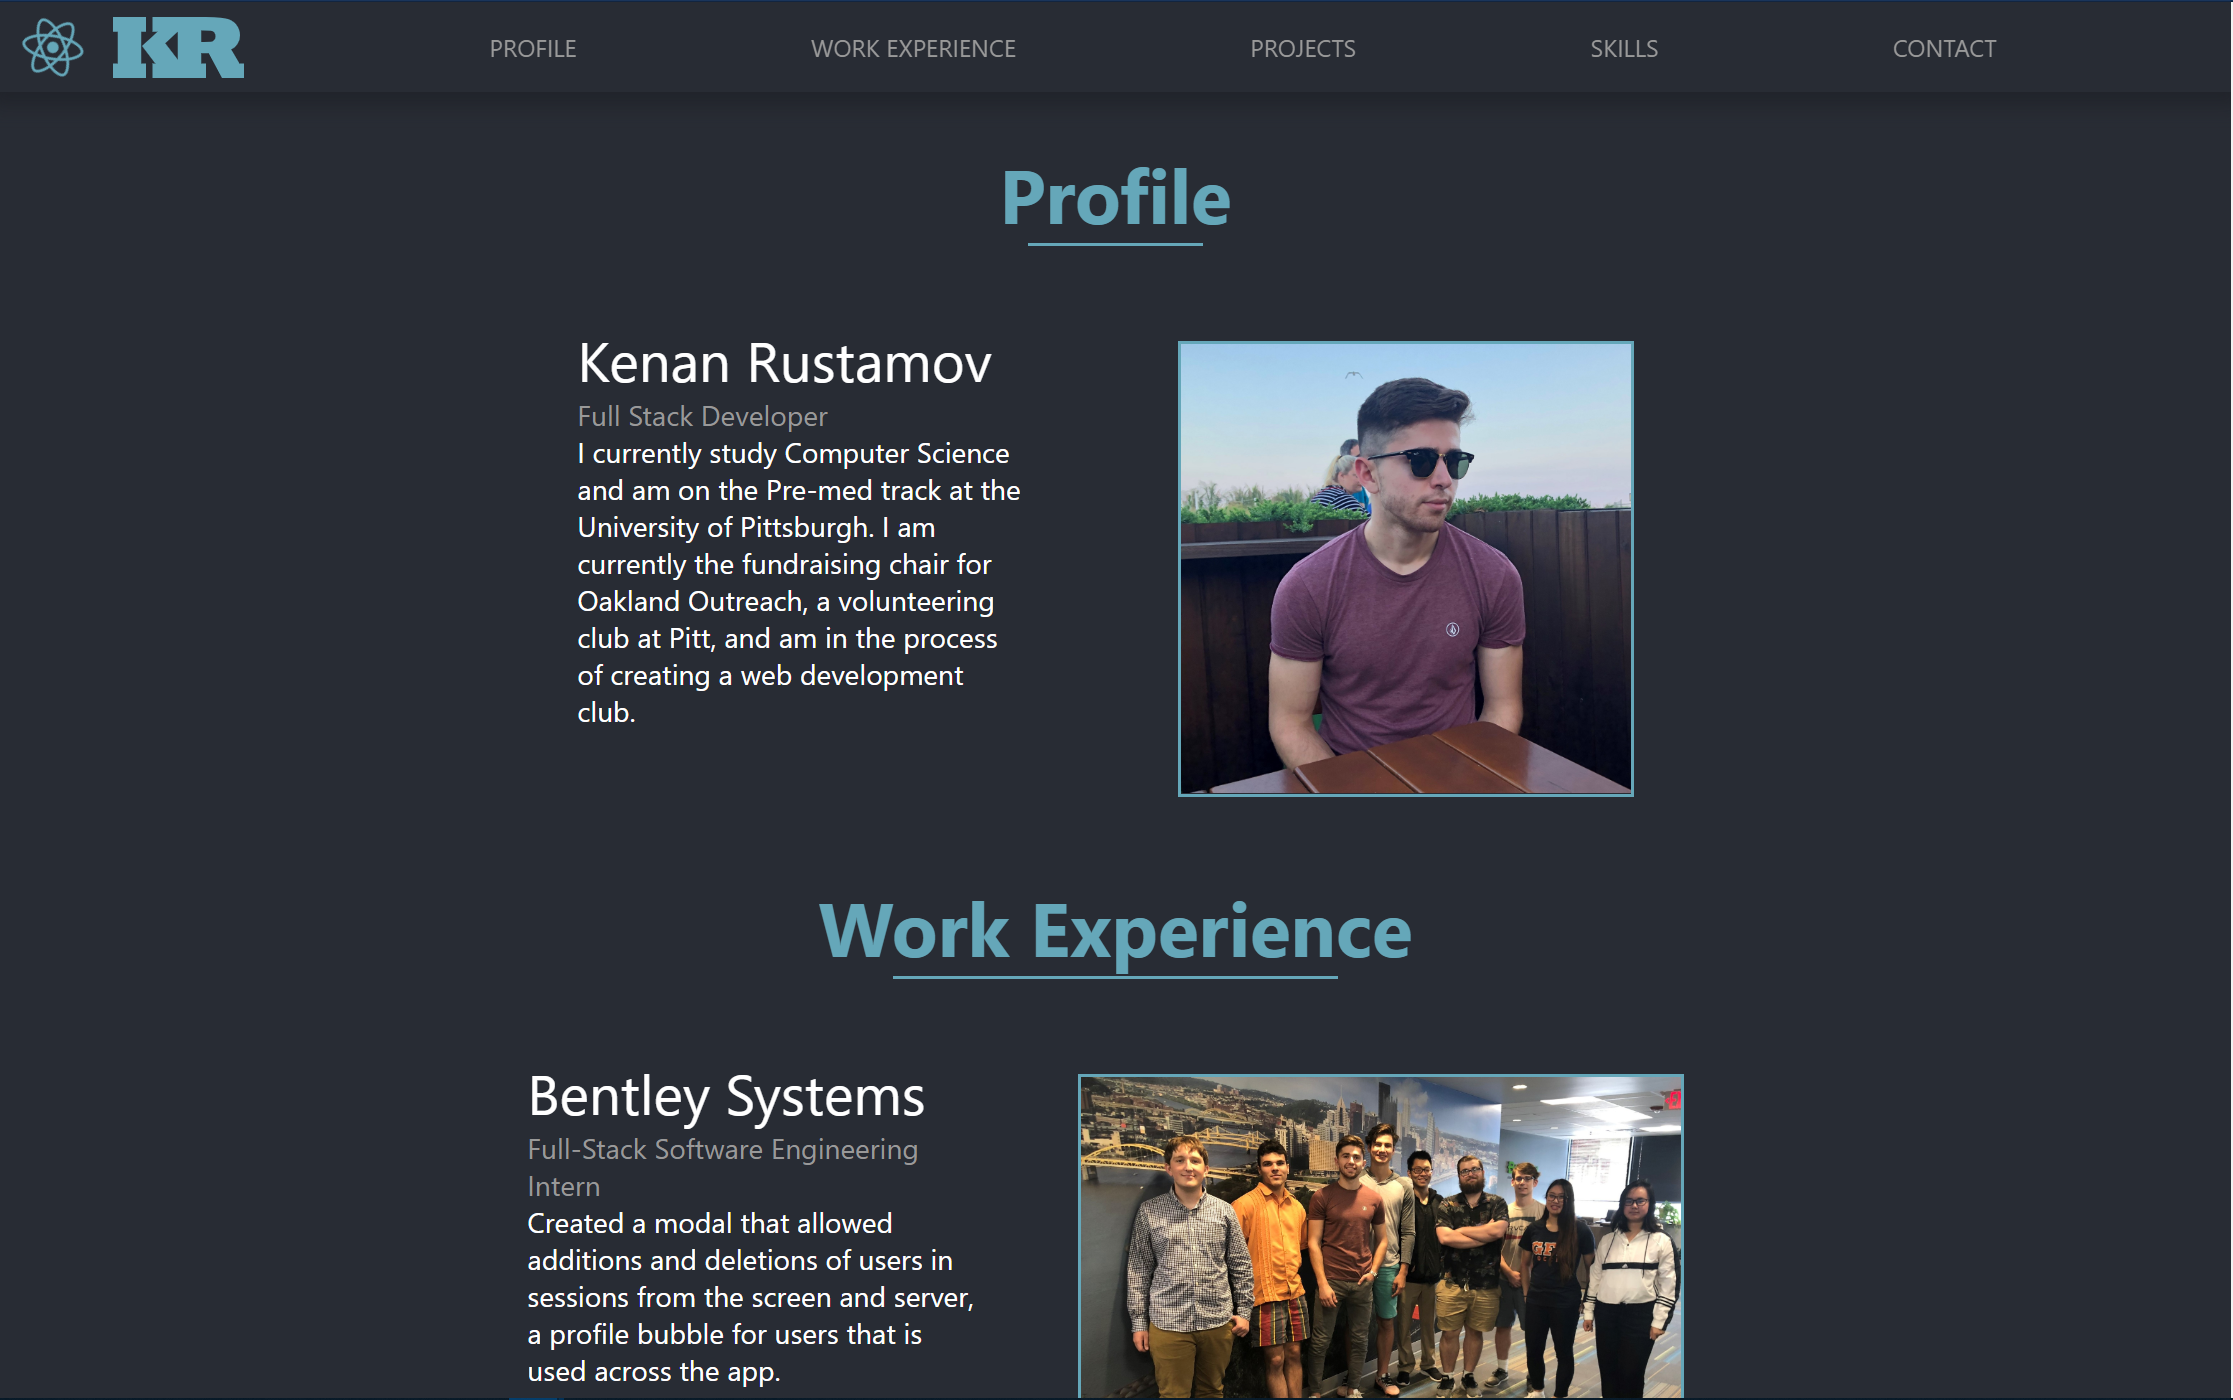 KR
PROFILE
WORK EXPERIENCE
PROJECTS
SKILLS
CONTACT
Profile
Kenan Rustamov
Full Stack Developer
I currently study Computer Science
and am on the Pre-med track at the
University of Pittsburgh. I am
currently the fundraising chair for
Oakland Outreach, a volunteering
club at Pitt, and am in the process
of creating a web development
club.
Work Experience
Bentley Systems
Full-Stack Software Engineering
Intern
Created a modal that allowed
additions and deletions of users in
sessions from the screen and server,
a profile bubble for users that is
used across the app.